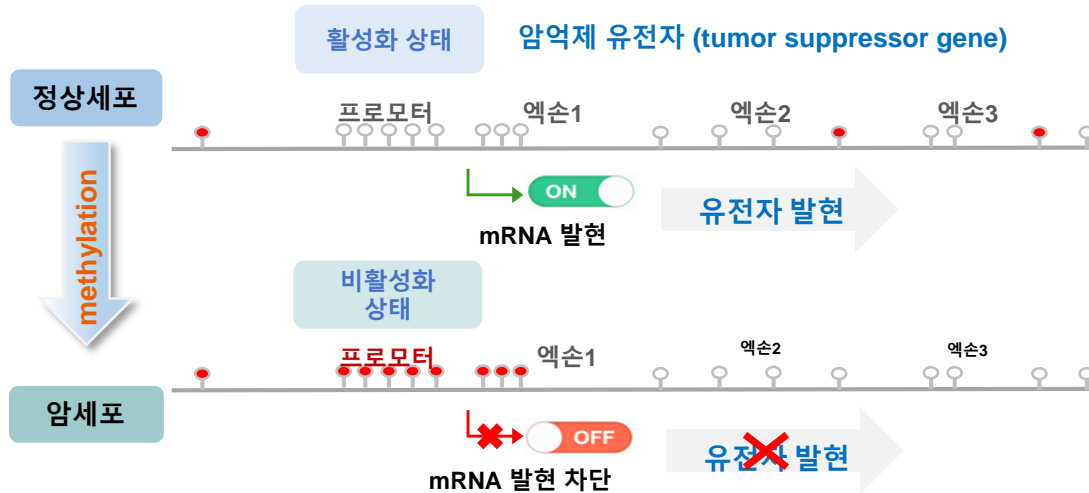 활성화 상태
암억제 유전자 (tumor suppressor gene)
정상세포
프로모터
엑손1
엑손2
엑손3
ON
유전자 발현
mRNA 발현
methylation
비활성화
상태
프로모터
엑손1
엑손2
엑손3
암세포
OFF
유전자 발현
mRNA 발현 차단